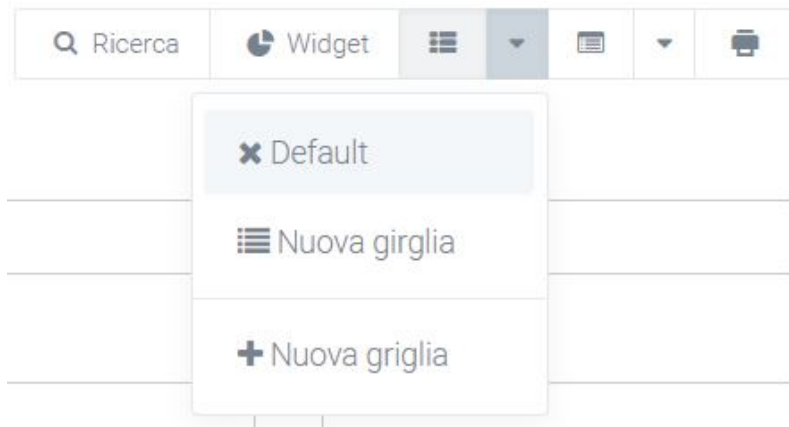 Ricerca
Widget
Default
Nuova girglia
Nuova griglia